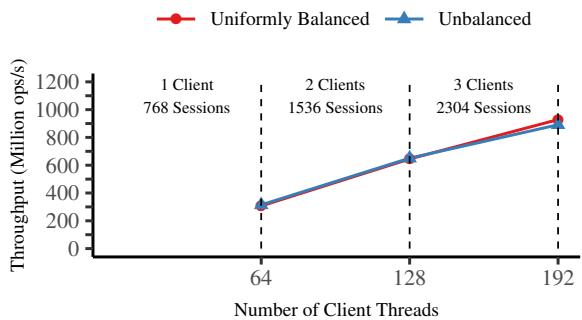 Uniformly Balanced Unbalanced
1 Client 2 Clients 3 Clients
768 Sessions 1536 Sessions 2304 Sessions
Throughput (Million ops/s)
1200
1000
800
600
400
200
0
64 128 192
Number of Client Threads